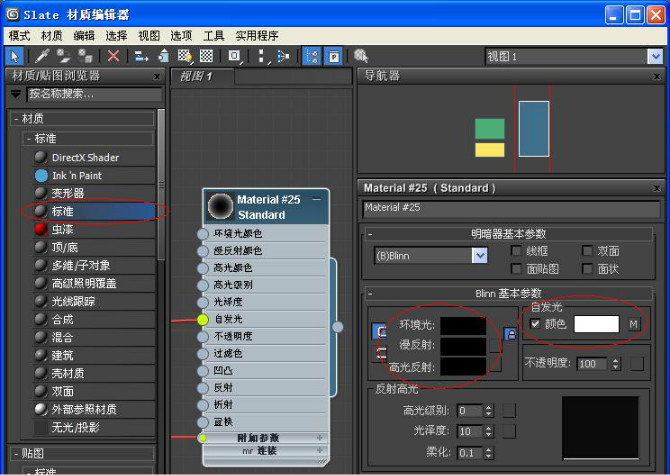 Slate 材质编辑器
模式 材质 编辑 选择 视图 选项 工具 实用程序
视图 1
材质/贴图浏览器
按名称搜索...
- 材质
- 标准
DirectX Shader
Ink 'n Paint
变形器
标准
虫漆
顶/底
多维/子对象
高级照明覆盖
光线跟踪
合成
混合
建筑
壳材质
双面
外部参照材质
无光/投影
- 贴图
- 标准
视图 1
Material #25
Standard
环境光颜色
漫反射颜色
高光颜色
高光级别
光泽度
自发光
不透明度
过滤色
凹凸
反射
折射
置换
附加参数 +
mr 连接 +
导航器
Material #25 ( Standard )
Material #25
- 明暗器基本参数
(B)Blinn 线框 双面
面贴图 面状
- Blinn 基本参数
环境光:
漫反射:
高光反射:
自发光
颜色 M
不透明度: 100
反射高光
高光级别: 0
光泽度: 10
柔化: 0.1